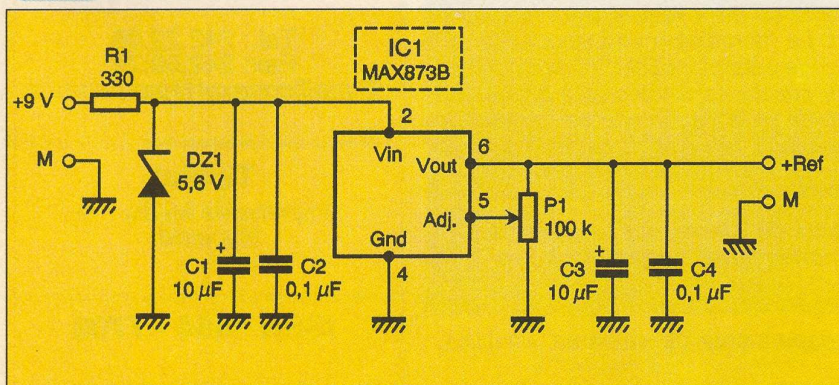 IC1
MAX873B
R1
330
+9 V
2
Vin
Vout
6
+Ref
M
DZ1
5,6 V
5
Adj.
P1
100 k
M
Gnd
4
+
C1
10 µF
C2
0,1 µF
+
C3
10 µF
C4
0,1 µF